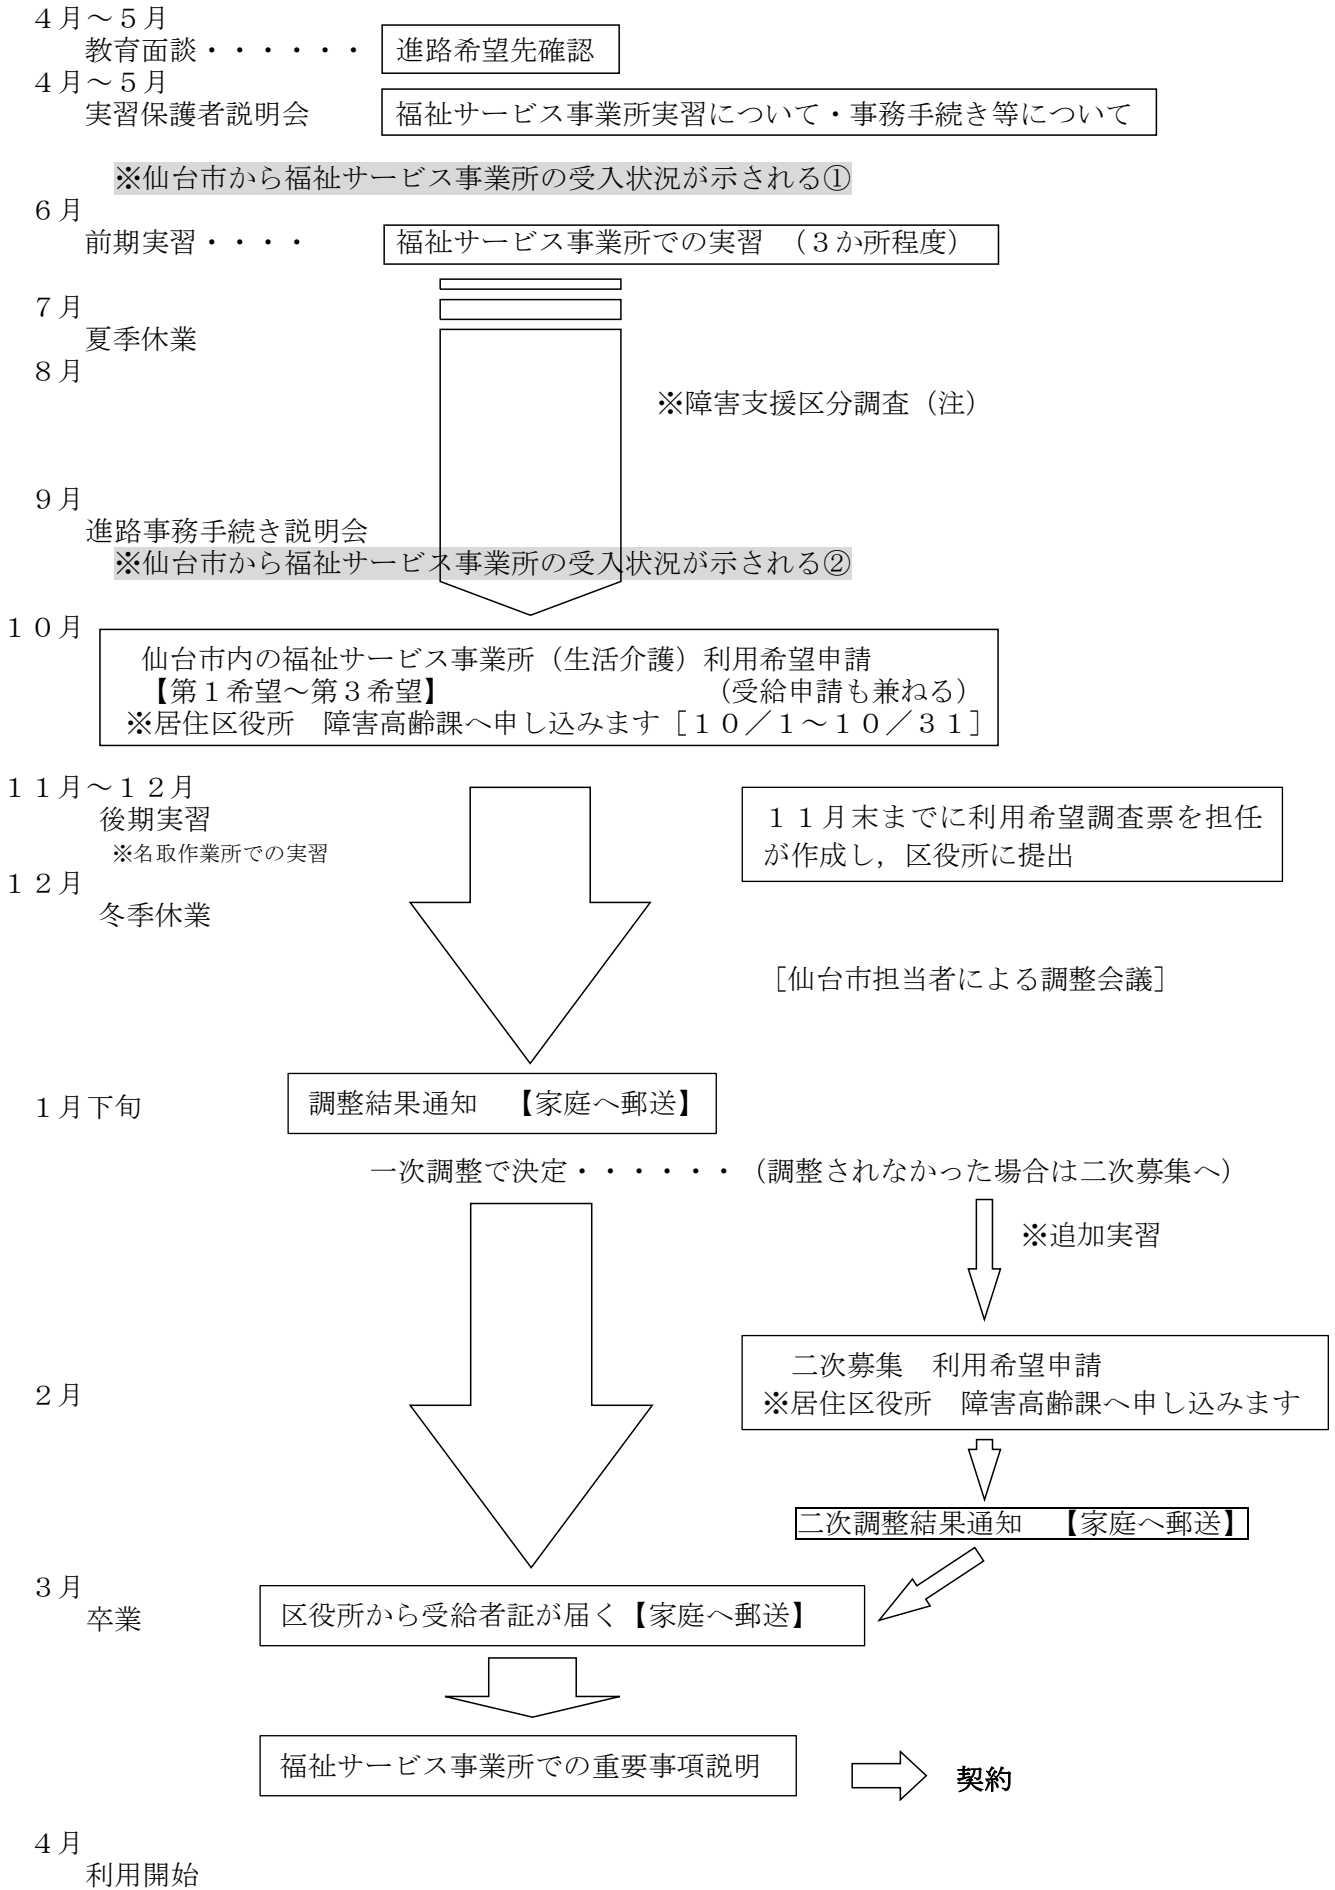 ４月～５月
教育面談・・・・・・　進路希望先確認
４月～５月
実習保護者説明会　福祉サービス事業所実習について・事務手続き等について
※仙台市から福祉サービス事業所の受入状況が示される①
６月
前期実習・・・・　福祉サービス事業所での実習　（３か所程度）
７月
夏季休業
８月
※障害支援区分調査（注）
９月
進路事務手続き説明会
※仙台市から福祉サービス事業所の受入状況が示される②
１０月
仙台市内の福祉サービス事業所（生活介護）利用希望申請
【第１希望～第３希望】　（受給申請も兼ねる）
※居住区役所　障害高齢課へ申し込みます［１０／１～１０／３１］
１１月～１２月
後期実習
※名取作業所での実習
１１月末までに利用希望調査票を担任
が作成し，区役所に提出
１２月
冬季休業
［仙台市担当者による調整会議］
１月下旬　調整結果通知　【家庭へ郵送】
一次調整で決定・・・・・・（調整されなかった場合は二次募集へ）
※追加実習
２月
二次募集　利用希望申請
※居住区役所　障害高齢課へ申し込みます
二次調整結果通知　【家庭へ郵送】
３月
卒業　区役所から受給者証が届く【家庭へ郵送】
福祉サービス事業所での重要事項説明　契約
４月
利用開始